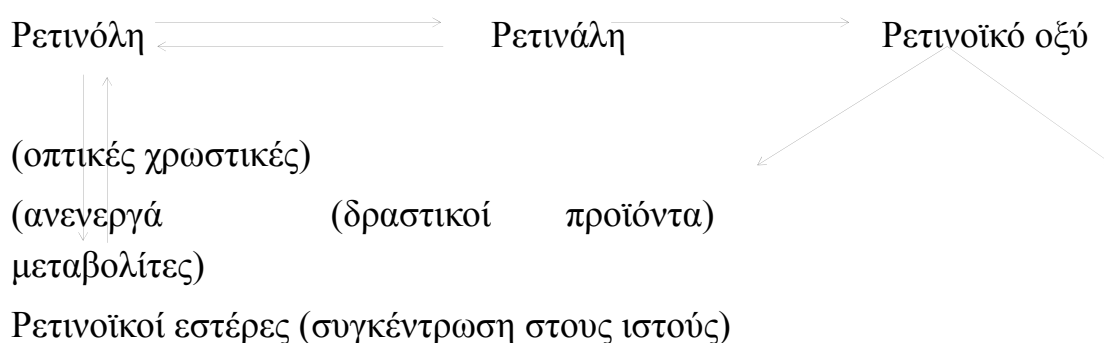 Ρετινόλη Ρετινάλη Ρετινοϊκό οξύ
(οπτικές χρωστικές)
(ανενεργά (δραστικοί προϊόντα)
μεταβολίτες)
Ρετινοϊκοί εστέρες (συγκέντρωση στους ιστούς)